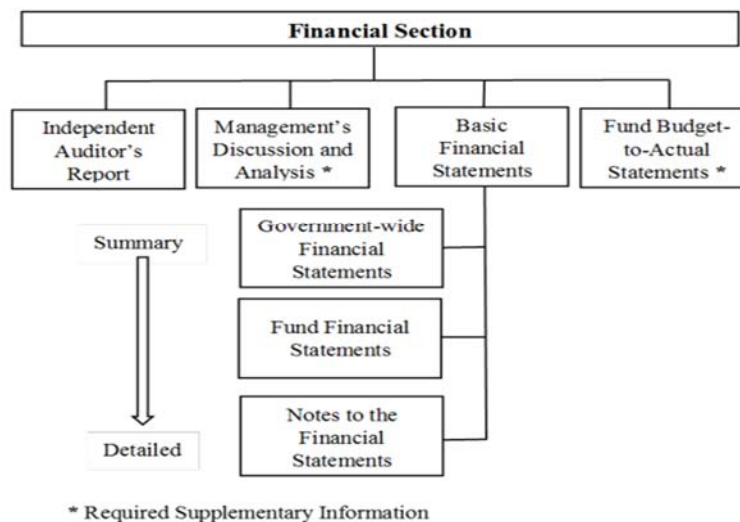 Financial Section
Independent
Auditor's
Report
Management's
Discussion and
Analysis *
Basic
Financial
Statements
Fund Budget-
to-Actual
Statements *
Summary
Government-wide
Financial
Statements
Fund Financial
Statements
Detailed
Notes to the
Financial
Statements
* Required Supplementary Information